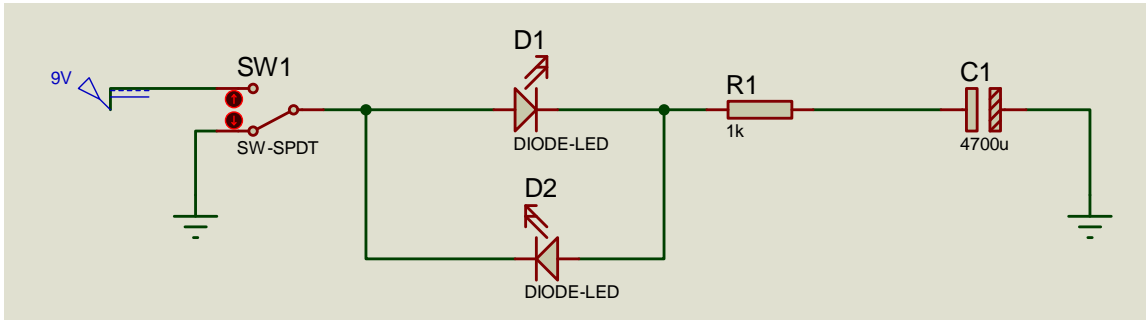 9V
SW1
SW-SPDT
D1
DIODE-LED
D2
DIODE-LED
R1
1k
C1
4700u